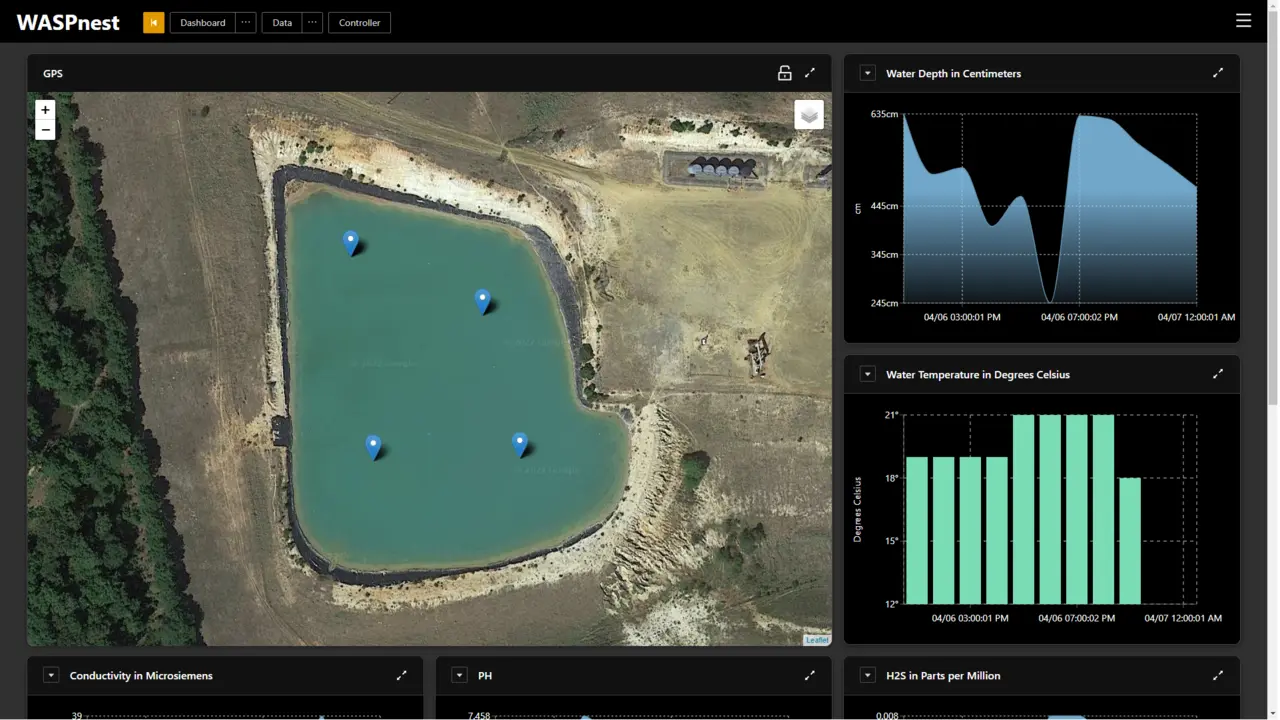 WASPnest
Dashboard ··· Data ··· Controller
GPS
+
−
Leaflet
Water Depth in Centimeters
635cm
445cm
345cm
245cm
cm
04/06 03:00:01 PM 04/06 07:00:02 PM 04/07 12:00:01 AM
Water Temperature in Degrees Celsius
21°
18°
15°
12°
Degrees Celsius
04/06 03:00:01 PM 04/06 07:00:02 PM 04/07 12:00:01 AM
Conductivity in Microsiemens
39
PH
7.458
H2S in Parts per Million
0.008